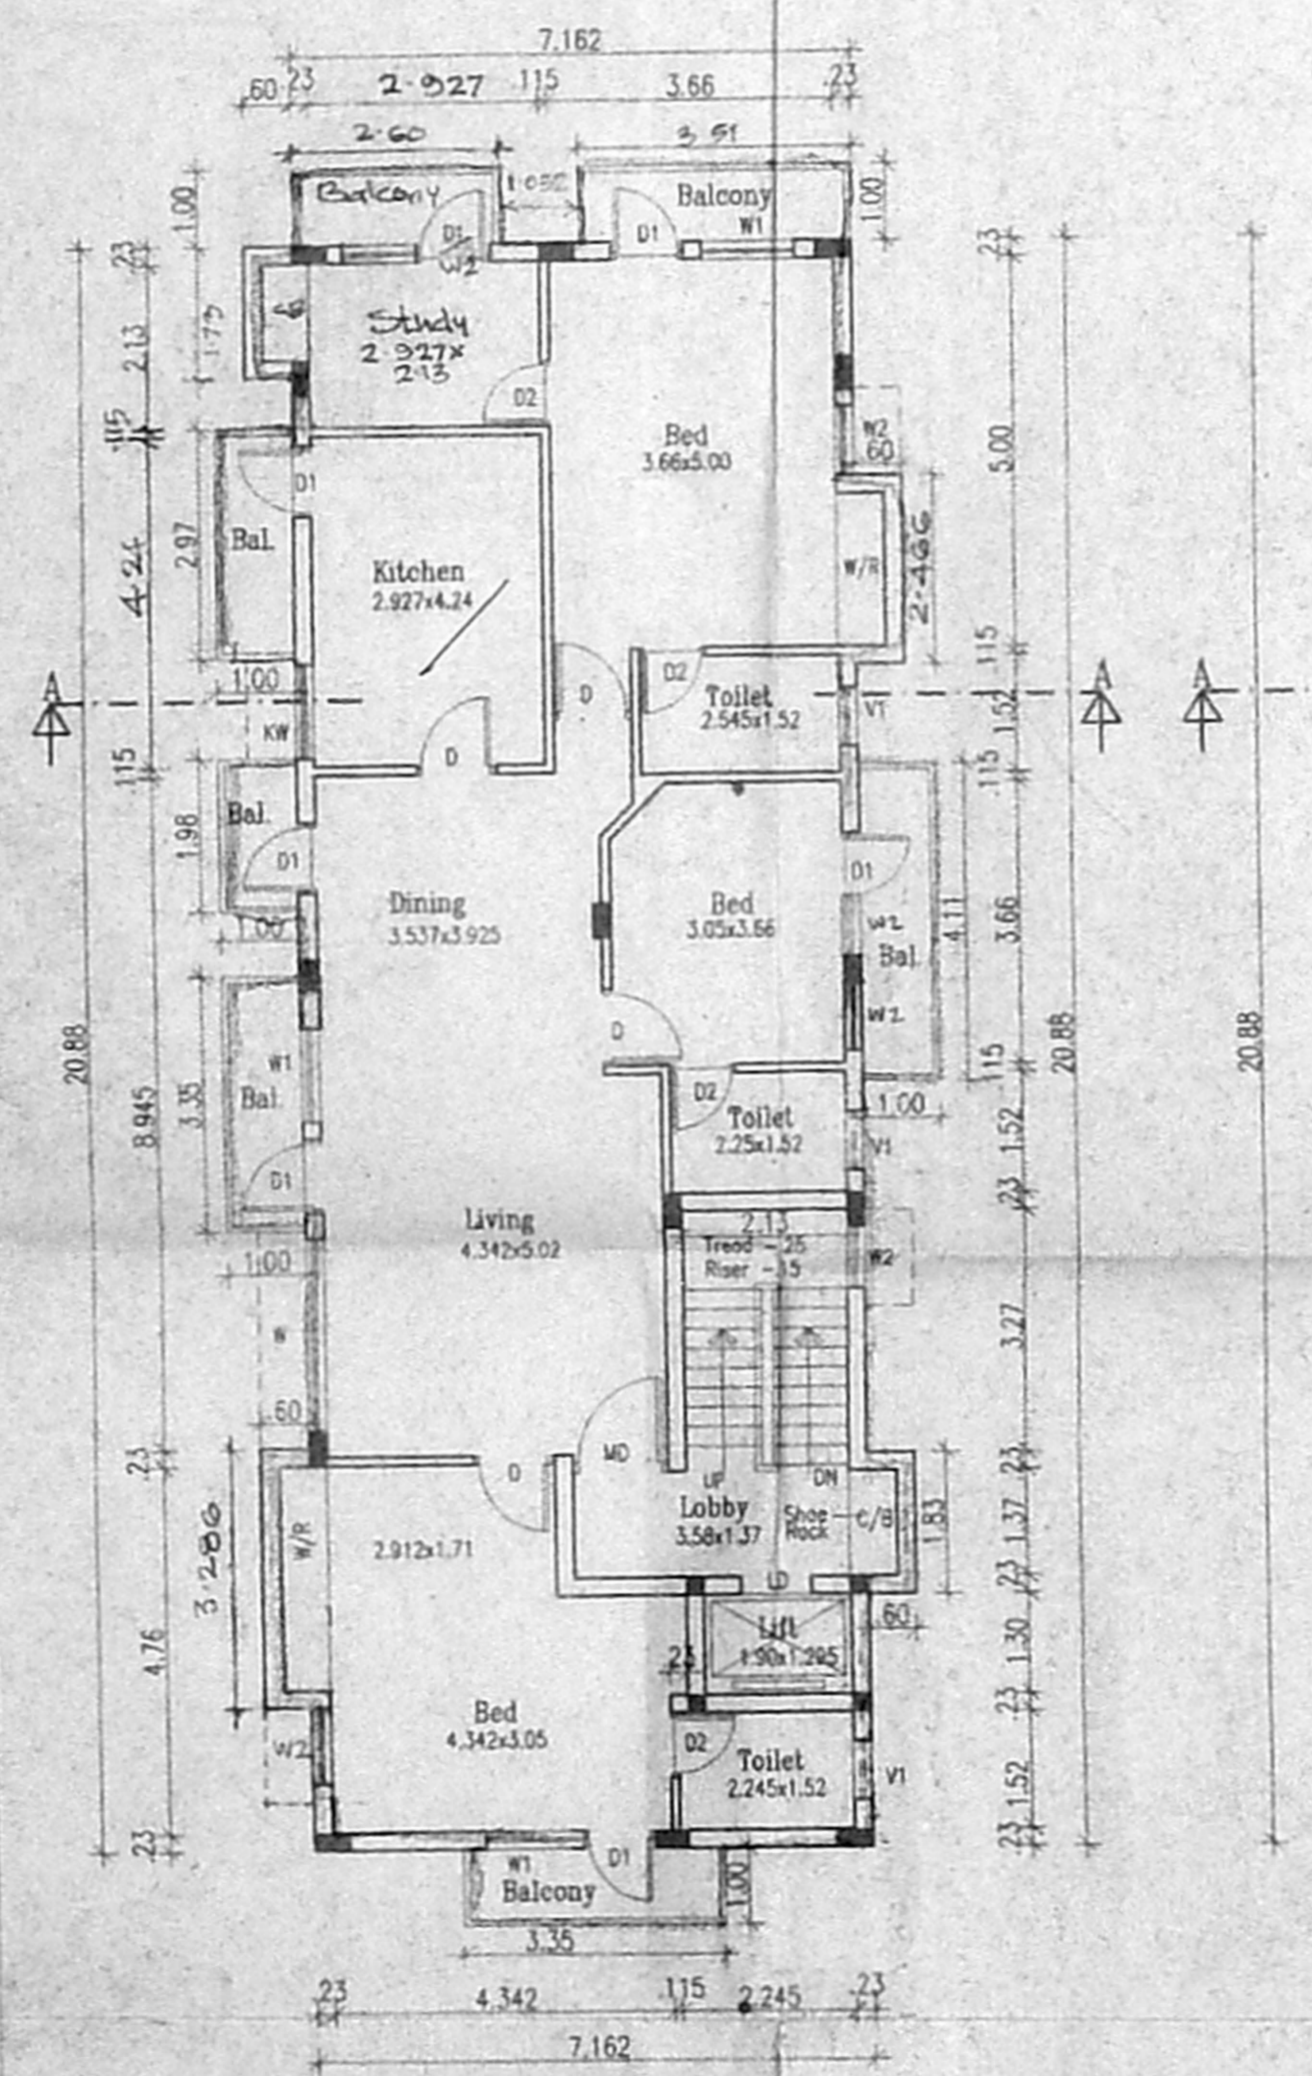 7.162
.60
.23
2.927
.115
3.66
.23
2.60
3.51
1.00
Balcony
1.052
Balcony
1.00
D1
W2
D1
W1
.23
.23
1.73
2.13
Study
2.927x
2.13
D2
.115
Bed
3.66x5.00
W2
.60
5.00
D1
Bal.
2.97
4.24
Kitchen
2.927x4.24
W/R
2.466
1.00
A
KW
D
D
D2
Toilet
2.545x1.52
.115
1.52
A
A
.115
.115
Bal.
D1
1.98
1.00
Dining
3.537x3.925
Bed
3.05x3.66
D1
W2
Bal.
W2
4.11
3.66
20.88
20.88
20.88
D
W1
Bal.
D1
3.35
8.945
D2
Toilet
2.25x1.52
V1
1.00
.115
1.52
.23
Living
4.342x5.02
2.13
Tread - 25
Riser - 15
W2
1.00
W
.60
3.27
MD
D
UP
DN
.23
.23
Lobby
3.58x1.37
Shoe
Rack
C/B
1.83
1.37
.23
W/R
2.912x1.71
3.286
LD
Lift
1.90x1.295
.60
1.30
.23
.23
4.76
Bed
4.342x3.05
W2
D2
Toilet
2.245x1.52
V1
1.52
.23
.23
W1
D1
Balcony
1.00
3.35
.23
4.342
.115
2.245
.23
7.162